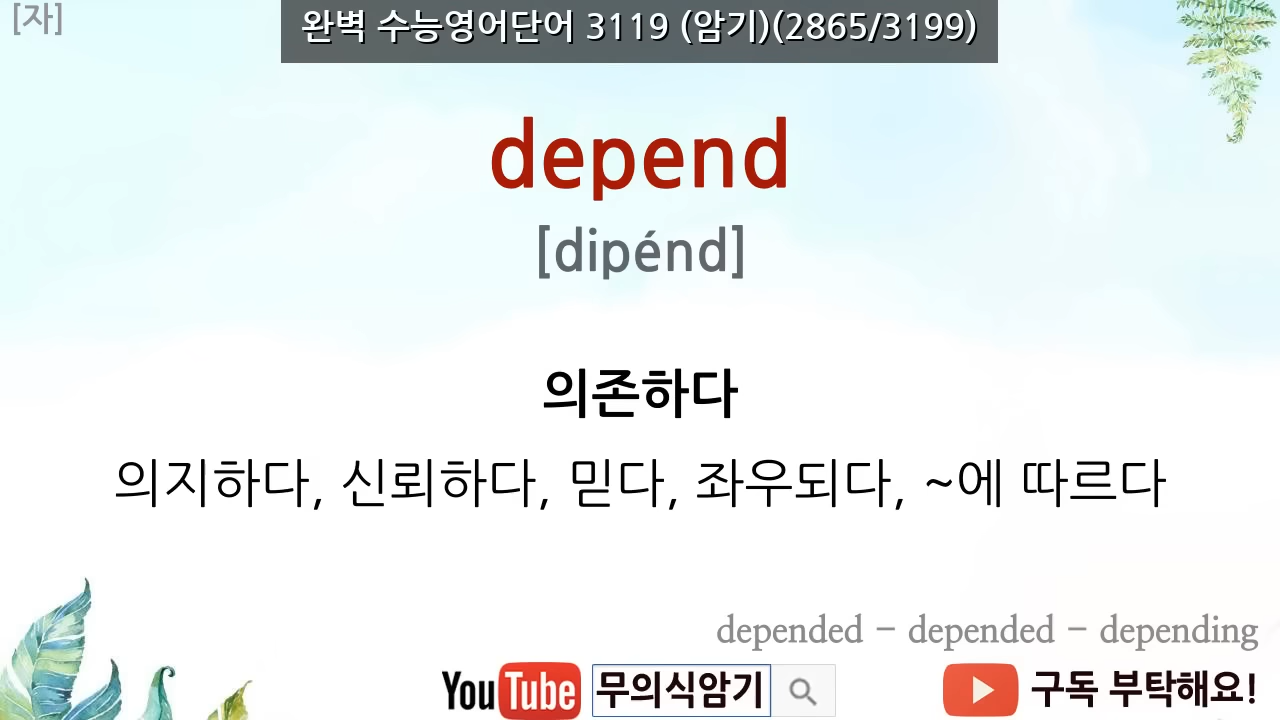 [자]
완벽 수능영어단어 3119 (암기)(2865/3199)
depend
[dipénd]
의존하다
의지하다, 신뢰하다, 믿다, 좌우되다, ~에 따르다
depended - depended - depending
YouTube 무의식암기 구독 부탁해요!